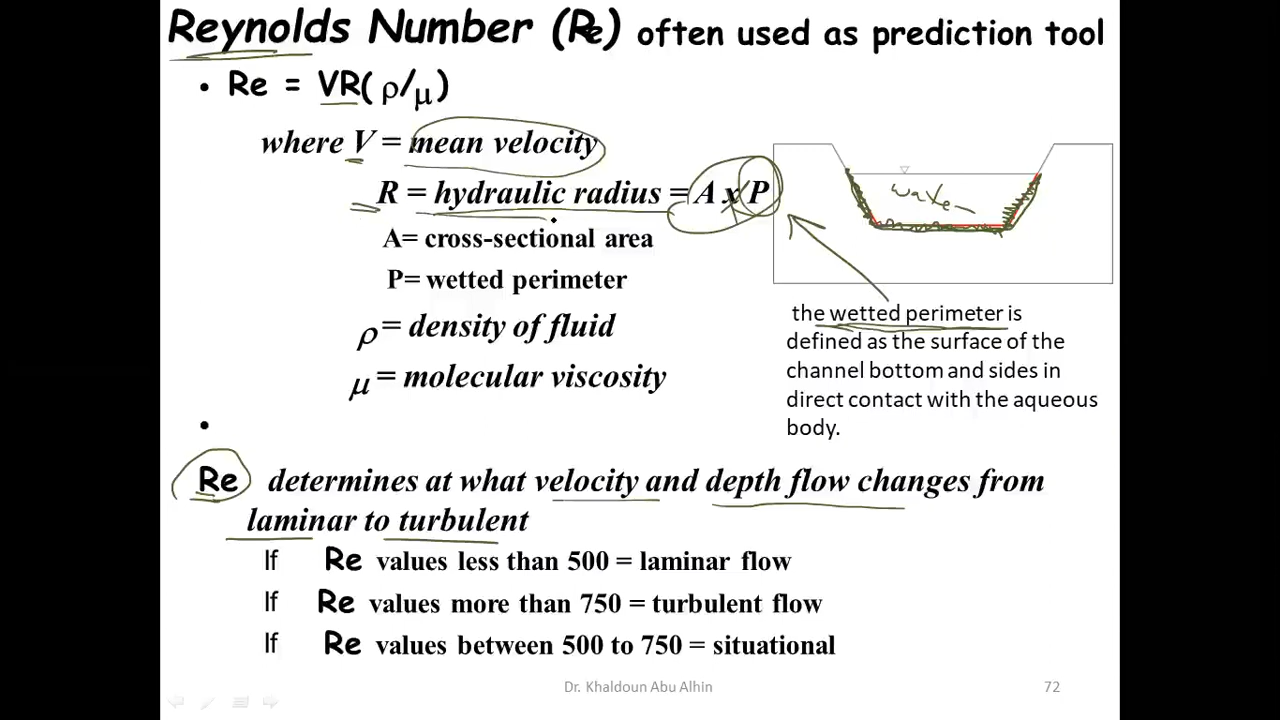 Reynolds Number (Re) often used as prediction tool
• Re = VR( ρ/μ )
where V = mean velocity
R = hydraulic radius = A x/ P
A= cross-sectional area
P= wetted perimeter
ρ = density of fluid
μ = molecular viscosity
water
the wetted perimeter is
defined as the surface of the
channel bottom and sides in
direct contact with the aqueous
body.
•
Re determines at what velocity and depth flow changes from
laminar to turbulent
If Re values less than 500 = laminar flow
If Re values more than 750 = turbulent flow
If Re values between 500 to 750 = situational
Dr. Khaldoun Abu Alhin
72